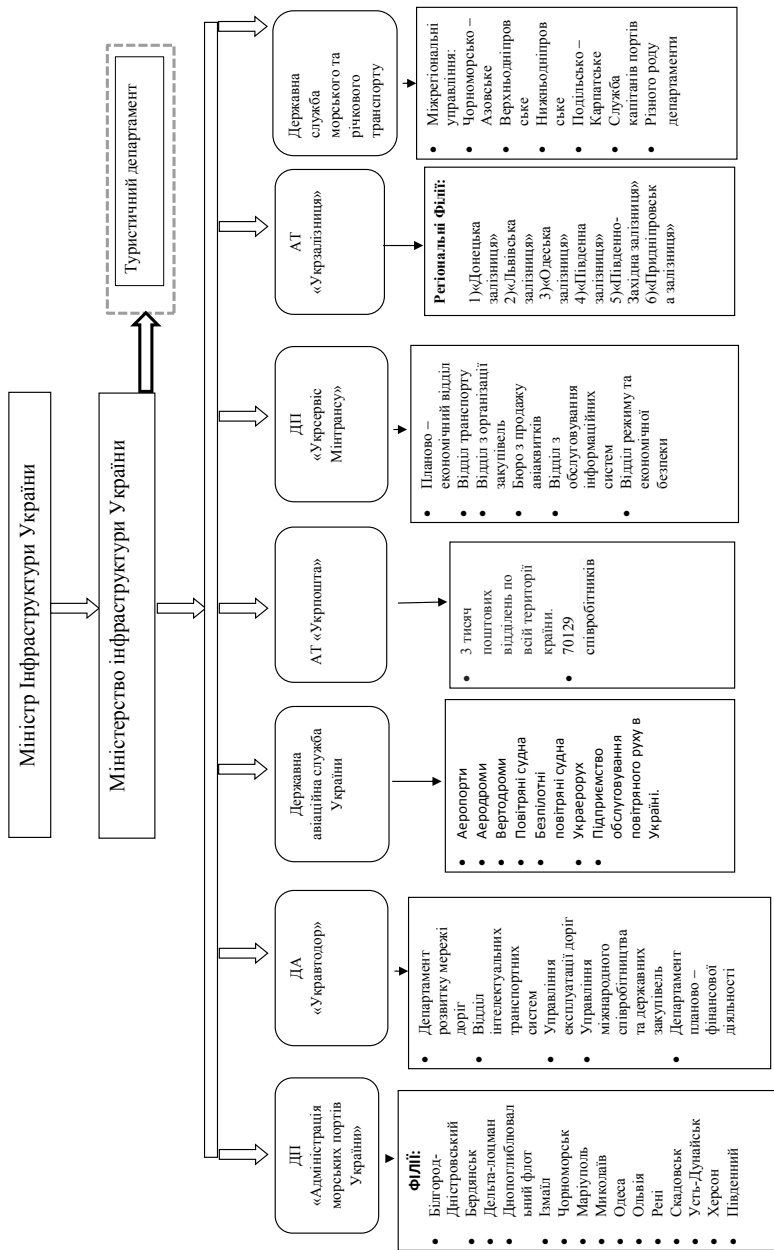 Міністр Інфраструктури України
Міністерство інфраструктури України
Туристичний департамент
ДП
«Адміністрація
морських портів
України»
ДА
«Укравтодор»
Державна
авіаційна служба
України
АТ «Укрпошта»
ДП
«Укрсервіс
Мінтрансу»
АТ
«Укрзалізниця»
Державна
служба
морського та
річкового
транспорту
ФІЛІЇ:
• Білгород-
Дністровський
• Бердянськ
• Дельта-лоцман
• Днопоглиблювал
ьний флот
• Ізмаїл
• Чорноморськ
• Маріуполь
• Миколаїв
• Одеса
• Ольвія
• Рені
• Скадовськ
• Усть-Дунайськ
• Херсон
• Південний
• Департамент
розвитку мережі
доріг
• Відділ
інтелектуальних
транспортних
систем
• Управління
експлуатації доріг
• Управління
міжнародного
співробітництва
та державних
закупівель
• Департамент
планово –
фінансової
діяльності
• Аеропорти
• Аеродроми
• Вертодроми
• Повітряні судна
• Безпілотні
повітряні судна
• Украерорух
• Підприємство
обслуговування
повітряного руху в
Україні.
• 3 тисяч
поштових
відділень по
всій території
країни.
• 70129
співробітників
• Планово –
економічний відділ
• Відділ транспорту
• Відділ з організації
закупівель
• Бюро з продажу
авіаквитків
• Відділ з
обслуговування
інформаційних
систем
• Відділ режиму та
економічної
безпеки
Регіональні Філії:
1)«Донецька
залізниця»
2)«Львівська
залізниця»
3)«Одеська
залізниця»
4)«Південна
залізниця»
5)«Південно-
Західна залізниця»
6)«Придніпровськ
а залізниця»
• Міжрегіональні
управління:
• Чорноморсько –
Азовське
• Верхньодніпров
ське
• Нижньодніпров
ське
• Подільсько –
Карпатське
• Служба
капітанів портів
• Різного роду
департаменти